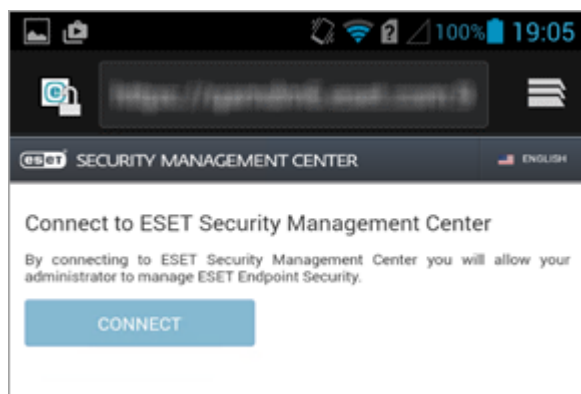 100% 19:05
eset SECURITY MANAGEMENT CENTER ENGLISH
Connect to ESET Security Management Center
By connecting to ESET Security Management Center you will allow your
administrator to manage ESET Endpoint Security.
CONNECT